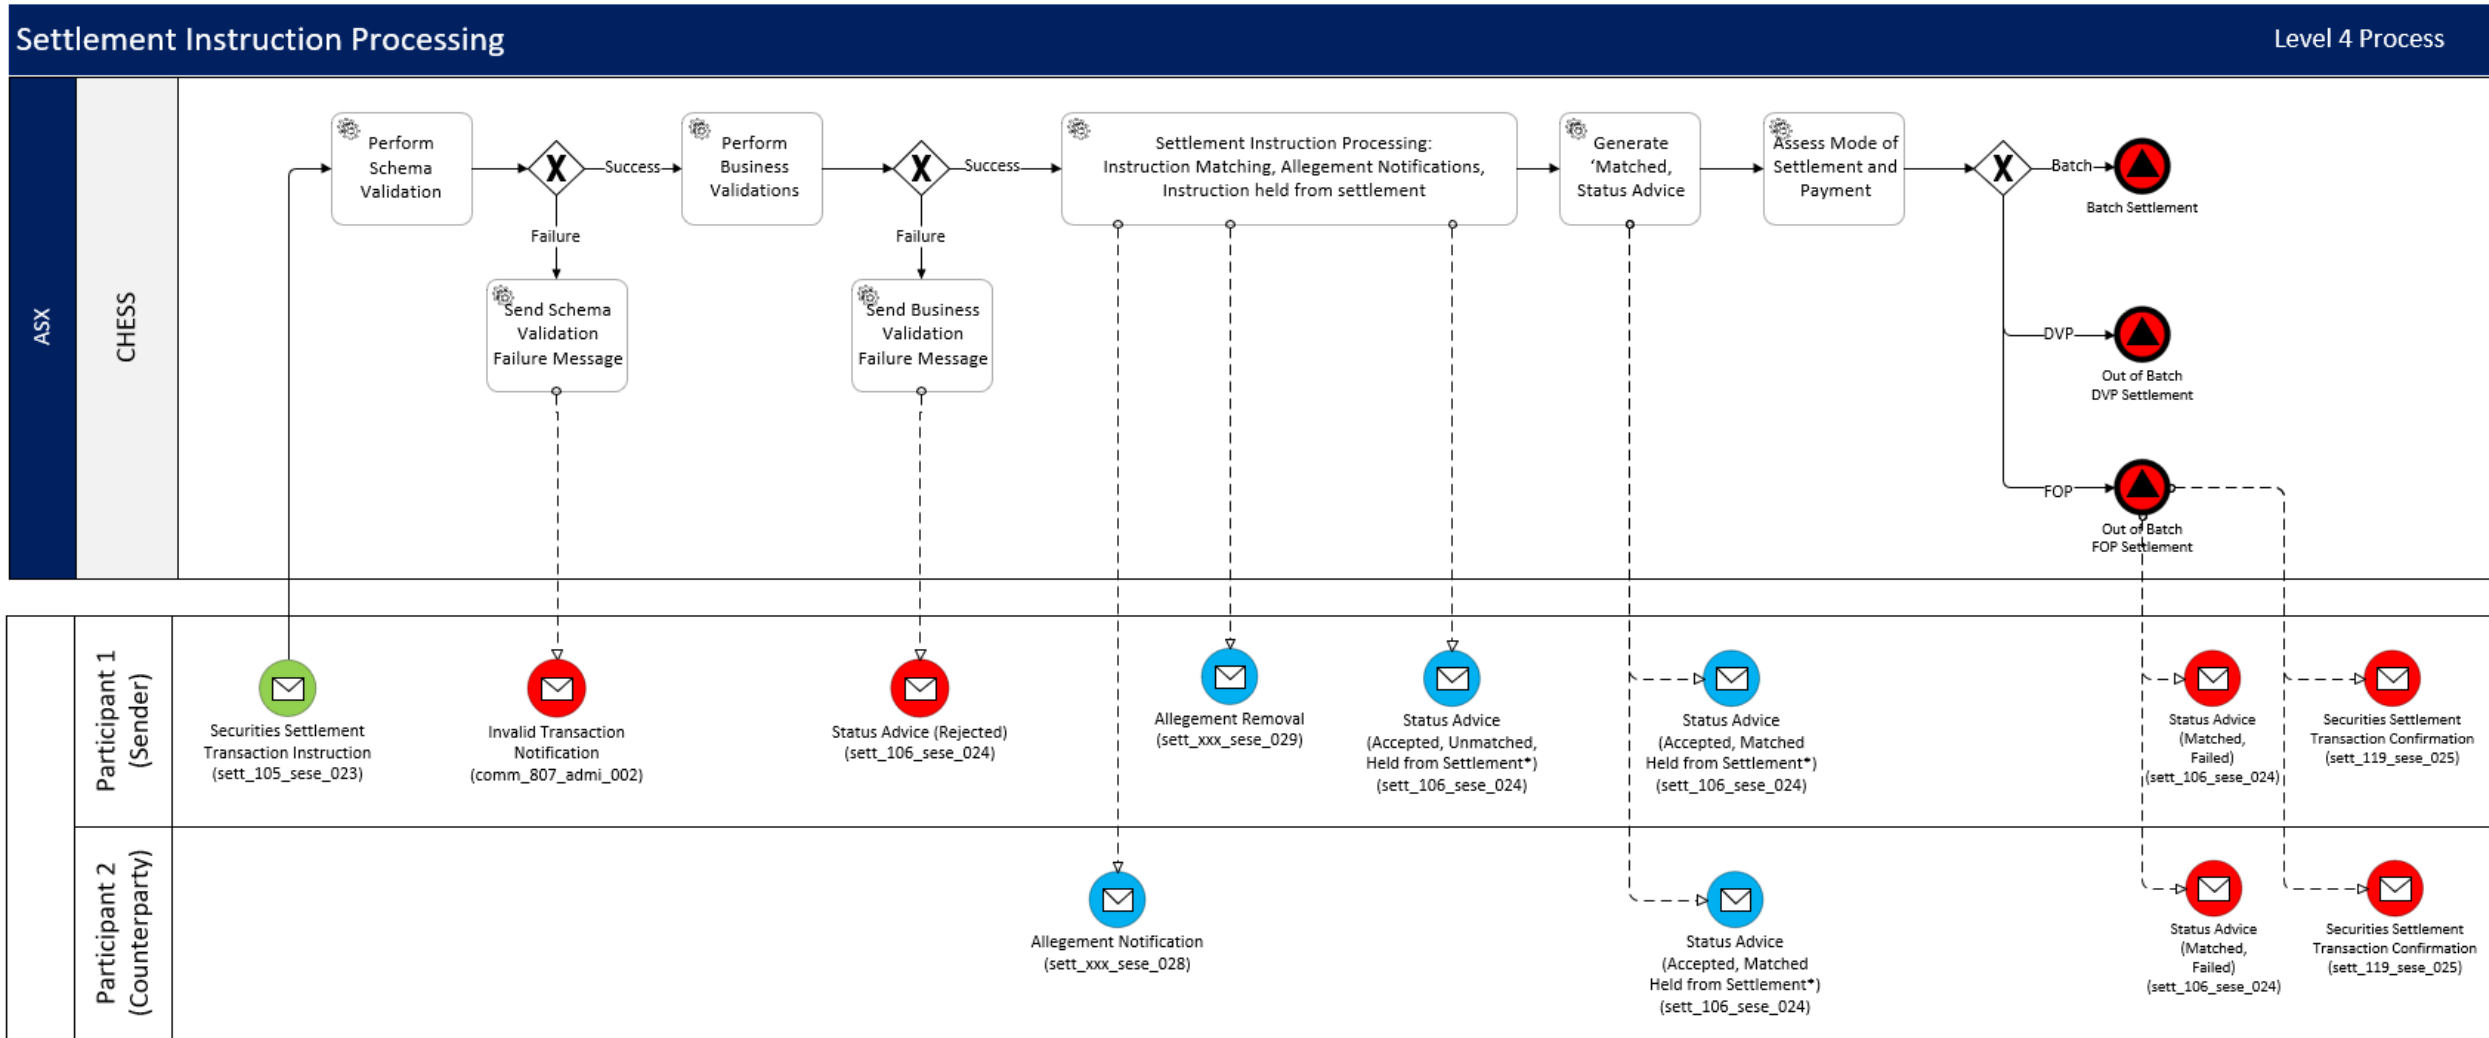 Settlement Instruction Processing
Level 4 Process
ASX
CHESS
Perform
Schema
Validation
Success
Failure
Send Schema
Validation
Failure Message
Perform
Business
Validations
Success
Failure
Send Business
Validation
Failure Message
Settlement Instruction Processing:
Instruction Matching, Allegement Notifications,
Instruction held from settlement
Generate
‘Matched,
Status Advice
Assess Mode of
Settlement and
Payment
Batch
Batch Settlement
DVP
Out of Batch
DVP Settlement
FOP
Out of Batch
FOP Settlement
Participant 1
(Sender)
Securities Settlement
Transaction Instruction
(sett_105_sese_023)
Invalid Transaction
Notification
(comm_807_admi_002)
Status Advice (Rejected)
(sett_106_sese_024)
Allegement Removal
(sett_xxx_sese_029)
Status Advice
(Accepted, Unmatched,
Held from Settlement*)
(sett_106_sese_024)
Status Advice
(Accepted, Matched
Held from Settlement*)
(sett_106_sese_024)
Status Advice
(Matched,
Failed)
(sett_106_sese_024)
Securities Settlement
Transaction Confirmation
(sett_119_sese_025)
Participant 2
(Counterparty)
Allegement Notification
(sett_xxx_sese_028)
Status Advice
(Accepted, Matched
Held from Settlement*)
(sett_106_sese_024)
Status Advice
(Matched,
Failed)
(sett_106_sese_024)
Securities Settlement
Transaction Confirmation
(sett_119_sese_025)